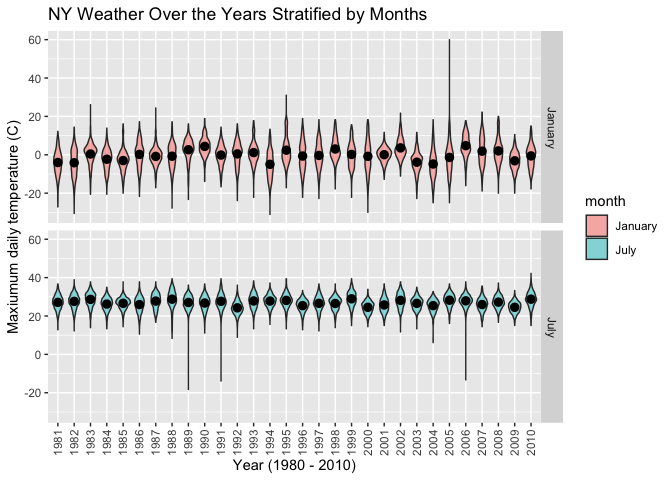 NY Weather Over the Years Stratified by Months
Maxiumum daily temperature (C)
60
40
20
0
-20
January
60
40
20
0
-20
July
1981 1982 1983 1984 1985 1986 1987 1988 1989 1990 1991 1992 1993 1994 1995 1996 1997 1998 1999 2000 2001 2002 2003 2004 2005 2006 2007 2008 2009 2010
Year (1980 - 2010)
month
January
July